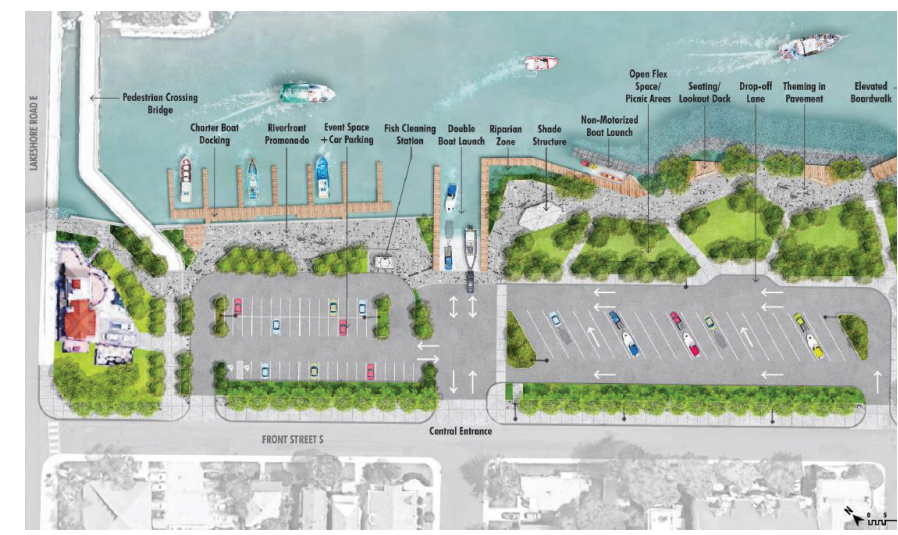 LAKESHORE ROAD E
Pedestrian Crossing
Bridge
Charter Boat
Docking
Riverfront
Promenade
Event Space
+ Car Parking
Fish Cleaning
Station
Double
Boat Launch
Riparian
Zone
Shade
Structure
Non-Motorized
Boat Launch
Open Flex
Space/
Picnic Areas
Seating/
Lookout Dock
Drop-off
Lane
Theming in
Pavement
Elevated
Boardwalk
Central Entrance
FRONT STREET S
N
0 5